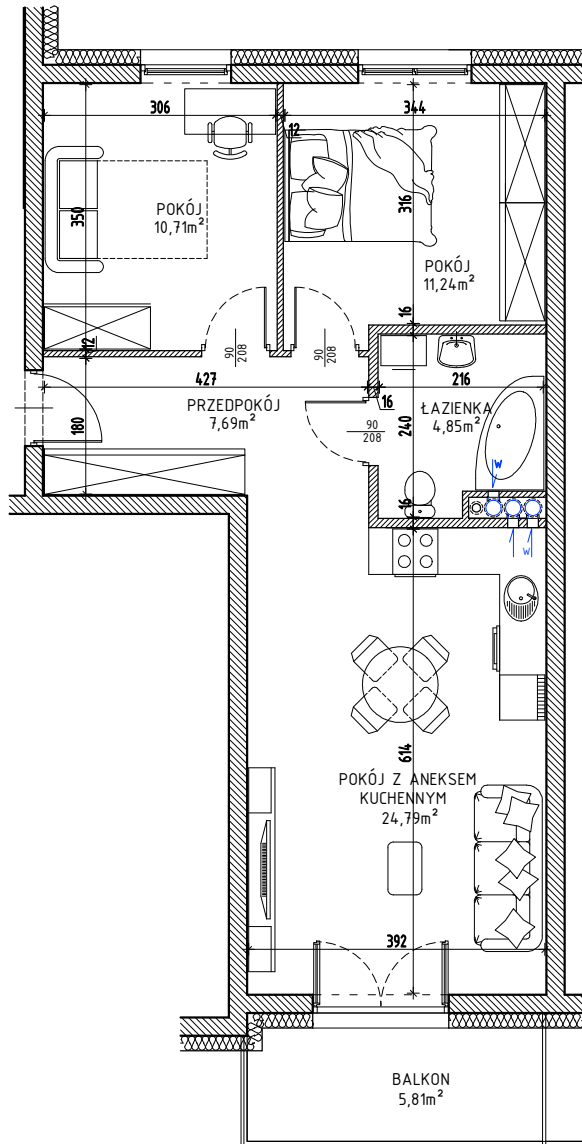 306
344
12
350
316
POKÓJ
10,71m²
POKÓJ
11,24m²
16
12
90
208
90
208
427
216
180
PRZEDPOKÓJ
7,69m²
16
ŁAZIENKA
4,85m²
90
208
240
W
16
W
614
POKÓJ Z ANEKSEM
KUCHENNYM
24,79m²
392
BALKON
5,81m²